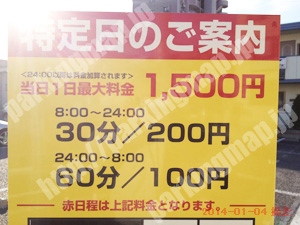 特定日のご案内
<24:00以降は料金加算されます>
当日1日最大料金 1,500円
8:00～24:00
30分／200円
24:00～8:00
60分／100円
赤日程は上記料金となります。
2014-01-04